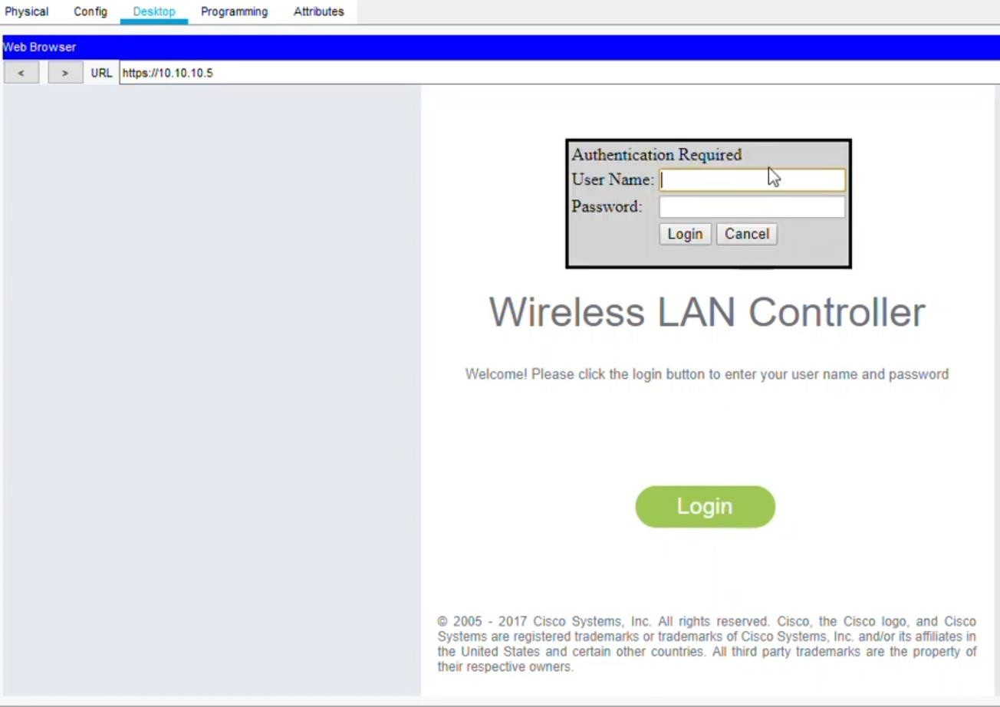 Physical Config Desktop Programming Attributes
Web Browser
< > URL https://10.10.10.5
Authentication Required
User Name:
Password:
Login Cancel
Wireless LAN Controller
Welcome! Please click the login button to enter your user name and password
Login
© 2005 - 2017 Cisco Systems, Inc. All rights reserved. Cisco, the Cisco logo, and Cisco
Systems are registered trademarks or trademarks of Cisco Systems, Inc. and/or its affiliates in
the United States and certain other countries. All third party trademarks are the property of
their respective owners.